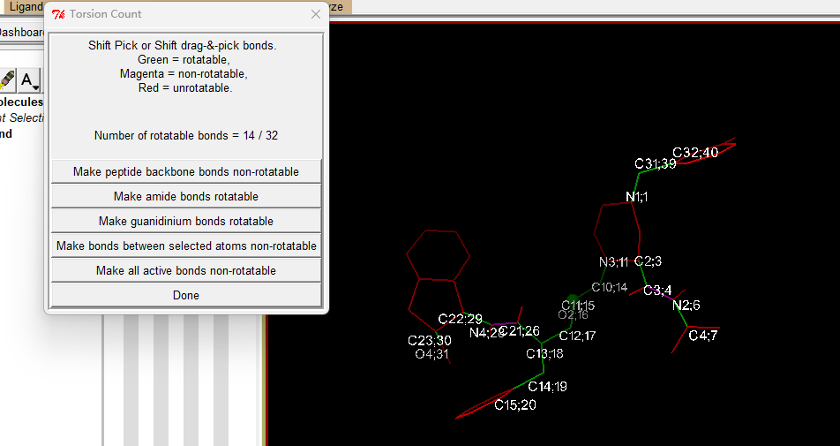 Ligand
yze
Torsion Count
Dashboar
Shift Pick or Shift drag-&-pick bonds.
Green = rotatable,
Magenta = non-rotatable,
Red = unrotatable.
A
olecules
nt Selecti
nd
Number of rotatable bonds = 14 / 32
Make peptide backbone bonds non-rotatable
Make amide bonds rotatable
Make guanidinium bonds rotatable
Make bonds between selected atoms non-rotatable
Make all active bonds non-rotatable
Done
C32;40
C31;39
N1;1
N3;11
C2;3
C10;14
C3;4
C11;15
N2;6
O2;16
C22;29
N4;28
C21;26
C12;17
C4;7
C23;30
O4;31
C13;18
C14;19
C15;20